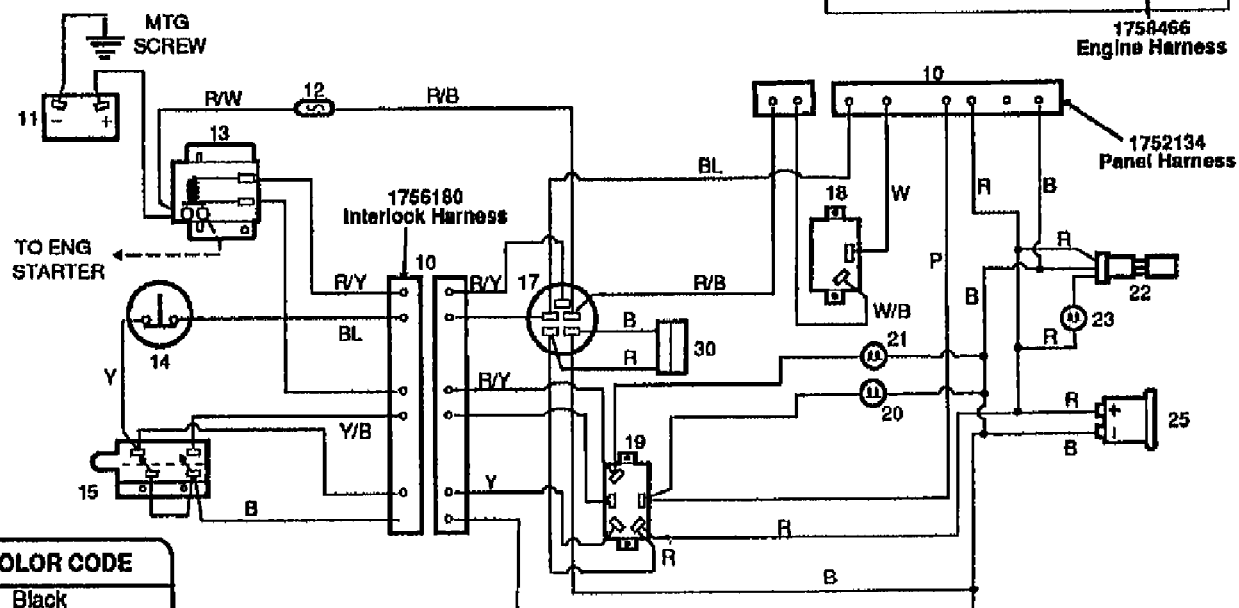 1758466
Engine Harness
MTG
SCREW
11
- +
R/W
12
R/B
10
13
1752134
Panel Harness
BL
18
W
R
B
1756180
Interlook Harness
TO ENG
STARTER
P
R
10
R/Y
R/Y
17
R/B
B
22
W/B
14
BL
B
30
R
21
23
R
Y
R/Y
20
R
+
-
25
B
Y/B
19
15
Y
B
R
R
OLOR CODE
B
Black